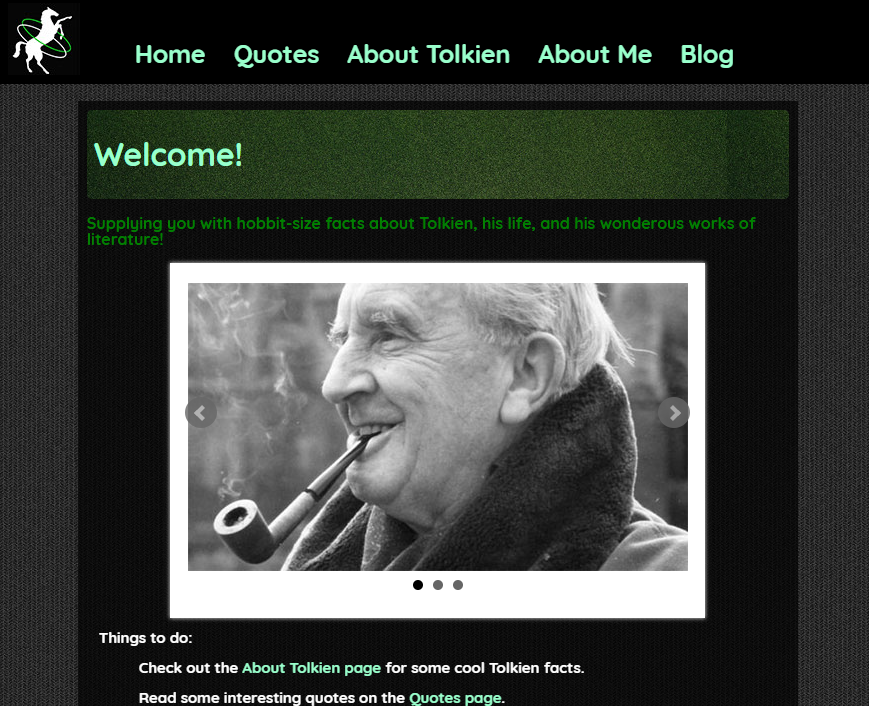 Home Quotes About Tolkien About Me Blog
Welcome!
Supplying you with hobbit-size facts about Tolkien, his life, and his wonderous works of
literature!
Things to do:
Check out the About Tolkien page for some cool Tolkien facts.
Read some interesting quotes on the Quotes page.